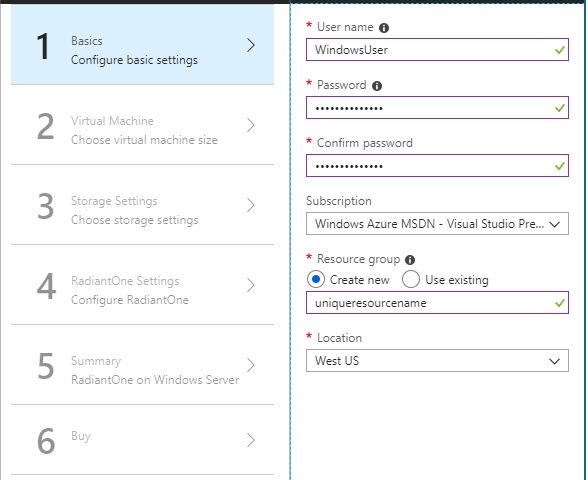 1
Basics
Configure basic settings
2
Virtual Machine
Choose virtual machine size
3
Storage Settings
Choose storage settings
4
RadiantOne Settings
Configure RadiantOne
5
Summary
RadiantOne on Windows Server
6
Buy
* User name
WindowsUser
* Password
••••••••••••••
* Confirm password
••••••••••••••
Subscription
Windows Azure MSDN - Visual Studio Pre...
* Resource group
Create new Use existing
uniqueresourcename
* Location
West US